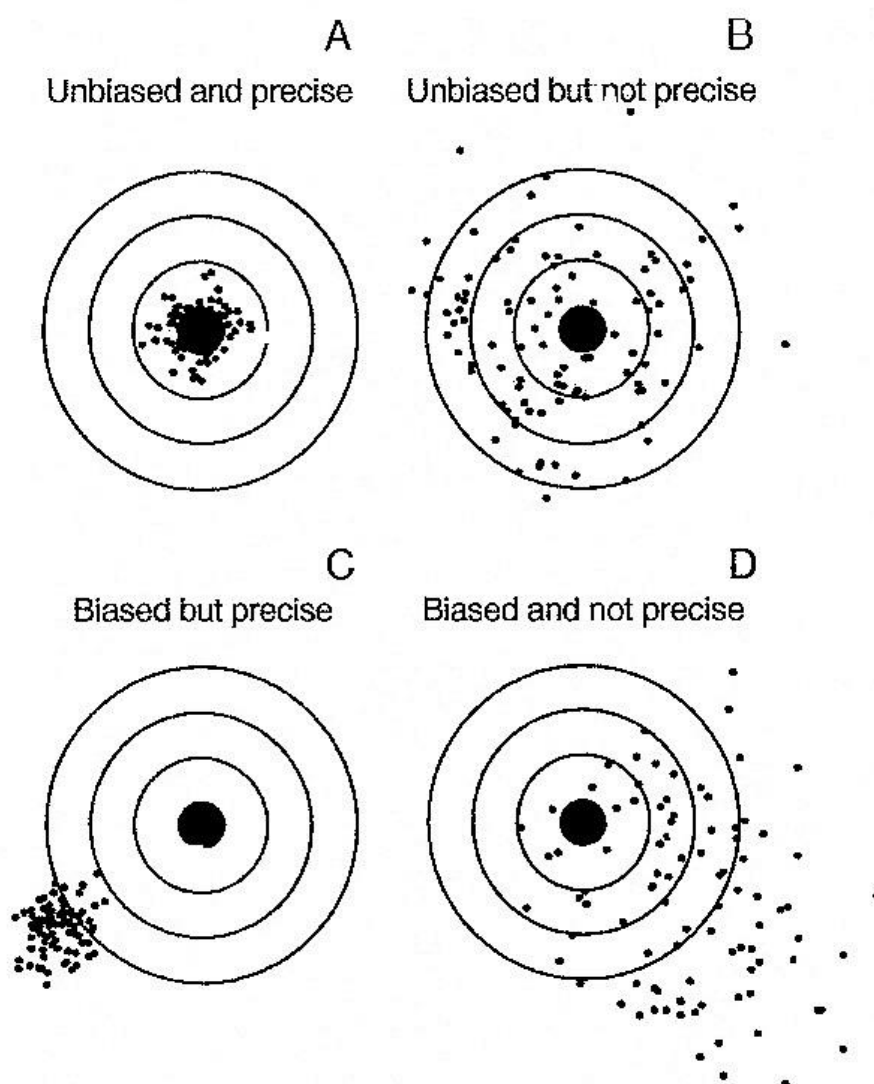 A
Unbiased and precise
B
Unbiased but not precise
C
Biased but precise
D
Biased and not precise